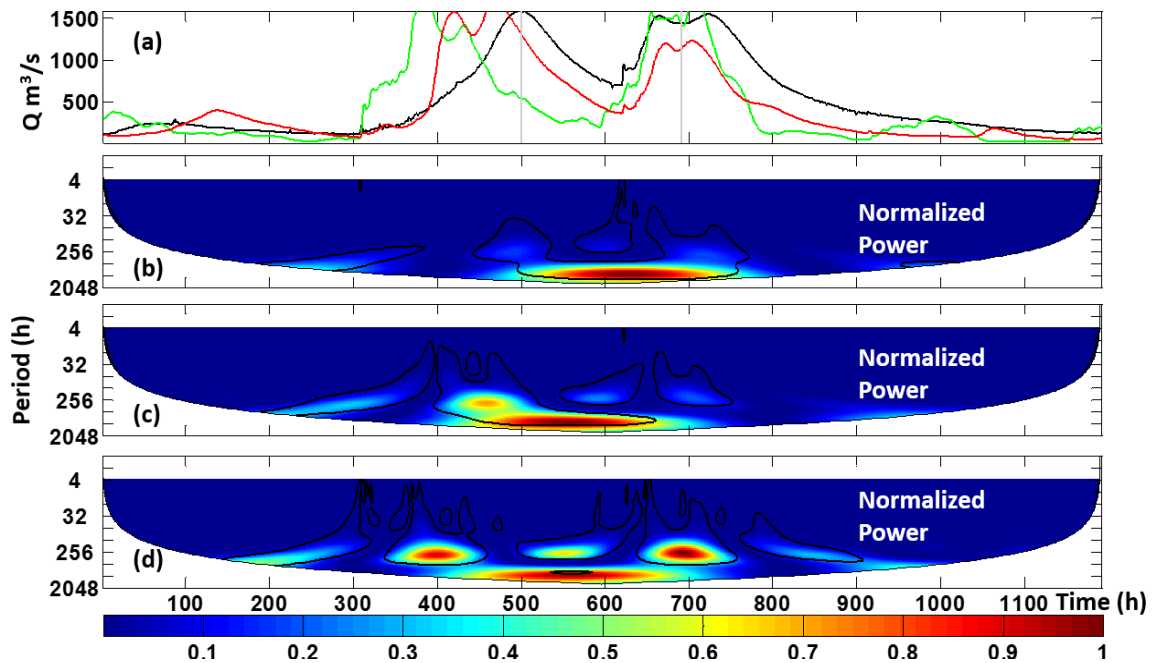 (a)
Q m³/s
1500
1000
500
(b)
4
32
256
2048
Normalized
Power
Period (h)
(c)
4
32
256
2048
Normalized
Power
(d)
4
32
256
2048
Normalized
Power
100 200 300 400 500 600 700 800 900 1000 1100 Time (h)
0.1 0.2 0.3 0.4 0.5 0.6 0.7 0.8 0.9 1